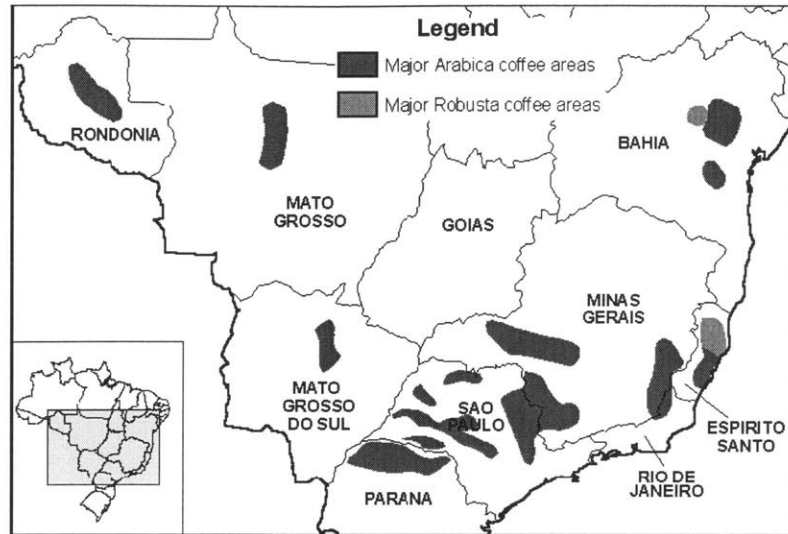 Legend
Major Arabica coffee areas
Major Robusta coffee areas
RONDONIA
BAHIA
MATO
GROSSO
GOIAS
MINAS
GERAIS
MATO
GROSSO
DO SUL
SAO
PAULO
ESPIRITO
SANTO
RIO DE
JANEIRO
PARANA